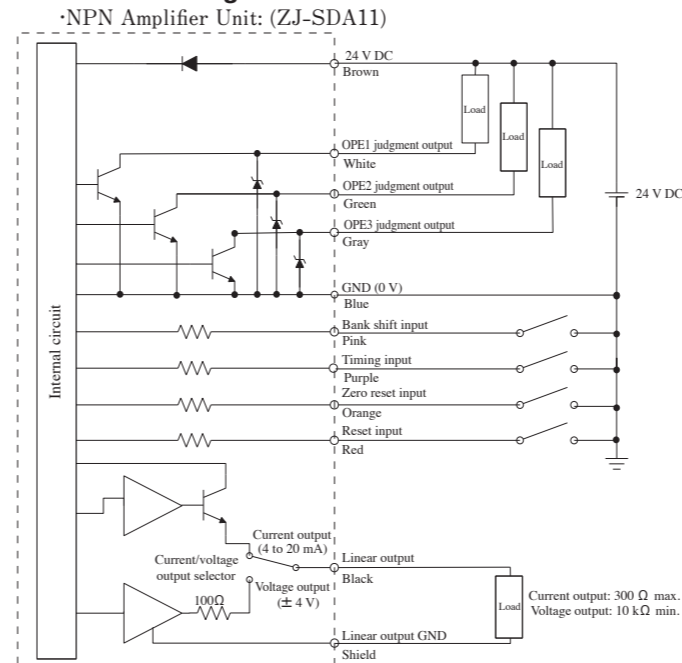 ·NPN Amplifier Unit: (ZJ-SDA11)
24 V DC
Brown
Load
Load
Load
OPE1 judgment output
White
OPE2 judgment output
Green
OPE3 judgment output
Gray
24 V DC
GND (0 V)
Blue
Internal circuit
Bank shift input
Pink
Timing input
Purple
Zero reset input
Orange
Reset input
Red
Current output
(4 to 20 mA)
Current/voltage
output selector
Linear output
Black
Voltage output
(± 4 V)
100Ω
Load
Current output: 300 Ω max.
Voltage output: 10 kΩ min.
Linear output GND
Shield